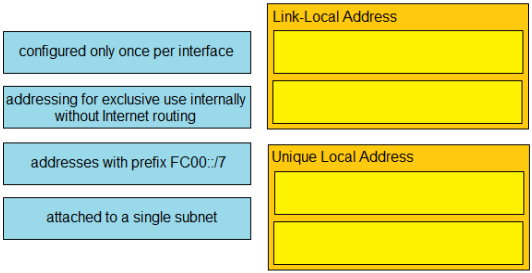 configured only once per interface
addressing for exclusive use internally
without Internet routing
addresses with prefix FC00::/7
attached to a single subnet
Link-Local Address
Unique Local Address